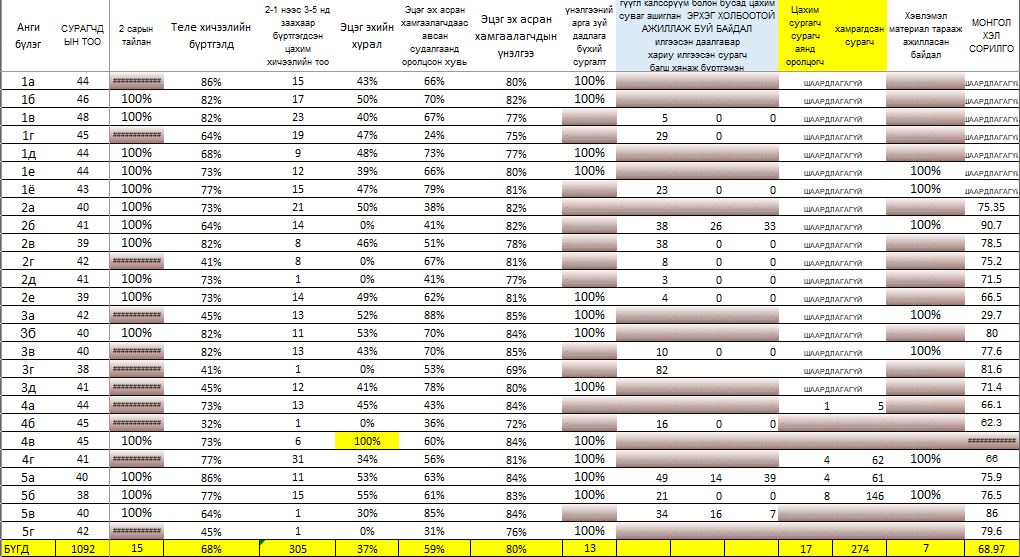 Анги бүлэг СУРАГЧДЫН ТОО 2 сарын тайлан Теле хичээлийн бүртгэлд 2-1 нээс 3-5 нд заахаар бүртгэгдсэн цахим хичээлийн тоо Эцэг эхийн хурал Эцэг эх асран хамгаалагчдаас авсан судалгаанд оролцсон хувь Эцэг эх асран хамгаалагчдын үнэлгээ үнэлгээний арга зүй дадлага бүхий сургалт гүүгл калссрүүм болон бусад цахим суваг ашиглан ЭРХЭГ ХОЛБООТОЙ АЖИЛЛАЖ БУЙ БАЙДАЛ илгээсэн даалгавар хариу илгээсэн сурагч багш хянаж бүртгэмэн Цахим сургагч сурагч аянд оролцогч хамрагдсан сурагч Хэвлэмэл материал тарааж ажилласан байдал МОНГОЛ ХЭЛ СОРИЛГО
1а 44 ########### 86% 15 43% 66% 80% 100% ШААРДЛАГАГҮЙ ШААРДЛАГАГҮЙ
1б 46 100% 82% 17 50% 70% 82% 100% ШААРДЛАГАГҮЙ ШААРДЛАГАГҮЙ
1в 48 100% 82% 23 40% 67% 77% 5 0 0 ШААРДЛАГАГҮЙ ШААРДЛАГАГҮЙ
1г 45 ########### 64% 19 47% 24% 75% 100% 29 0 ШААРДЛАГАГҮЙ ШААРДЛАГАГҮЙ
1д 44 100% 68% 9 48% 73% 77% 100% ШААРДЛАГАГҮЙ ШААРДЛАГАГҮЙ
1е 44 100% 73% 12 39% 66% 80% 100% ШААРДЛАГАГҮЙ 100% ШААРДЛАГАГҮЙ
1ё 43 100% 77% 15 47% 79% 81% 23 0 0 ШААРДЛАГАГҮЙ 100% ШААРДЛАГАГҮЙ
2а 40 100% 73% 21 50% 38% 82% ШААРДЛАГАГҮЙ 75.35
2б 41 100% 64% 14 0% 41% 82% 38 26 33 ШААРДЛАГАГҮЙ 100% 90.7
2в 39 100% 82% 8 46% 51% 78% 38 0 0 ШААРДЛАГАГҮЙ 78.5
2г 42 ########### 41% 8 0% 67% 81% 8 0 0 ШААРДЛАГАГҮЙ 75.2
2д 41 100% 73% 1 0% 41% 77% 3 0 0 ШААРДЛАГАГҮЙ 71.5
2е 39 100% 73% 14 49% 62% 81% 100% 4 0 0 ШААРДЛАГАГҮЙ 66.5
3а 42 ########### 45% 13 52% 88% 85% 100% ШААРДЛАГАГҮЙ 100% 29.7
3б 40 100% 82% 11 53% 70% 84% 100% ШААРДЛАГАГҮЙ 80
3в 40 ########### 82% 13 43% 70% 85% 10 0 0 ШААРДЛАГАГҮЙ 100% 77.6
3г 38 ########### 41% 1 0% 53% 69% 82 ШААРДЛАГАГҮЙ 81.6
3д 41 ########### 45% 12 41% 78% 80% 100% ШААРДЛАГАГҮЙ 71.4
4а 44 ########### 73% 13 45% 43% 84% 1 5 66.1
4б 45 ########### 32% 1 0% 36% 72% 16 0 0 62.3
4в 45 100% 73% 6 100% 60% 84% 100% ###########
4г 41 ########### 77% 31 34% 56% 81% 100% 4 62 100% 66
5а 40 100% 86% 11 53% 63% 84% 100% 49 14 39 4 61 75.9
5б 38 100% 77% 15 55% 61% 83% 100% 21 0 0 8 146 100% 76.5
5в 40 100% 64% 1 30% 85% 84% 34 16 7 86
5г 42 ########### 45% 1 0% 31% 76% 100% 79.6
БҮГД 1092 15 68% 305 37% 59% 80% 13 17 274 7 68.97